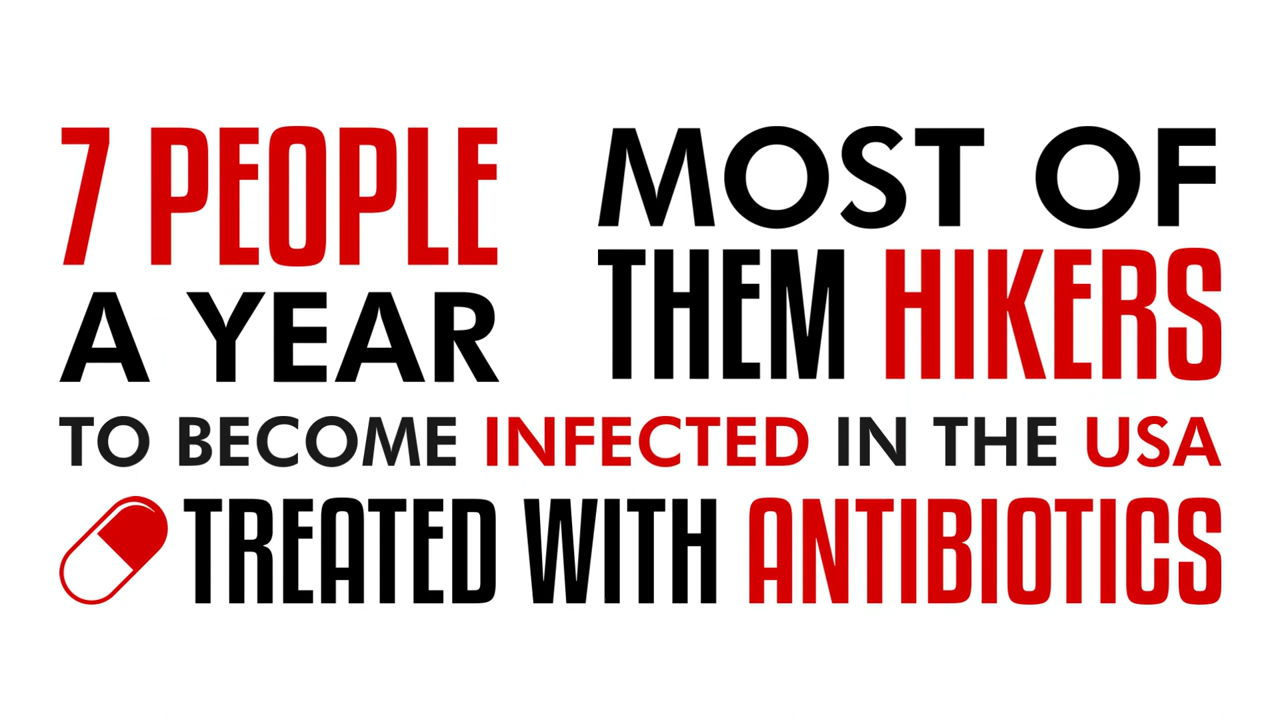 7 PEOPLE
A YEAR
MOST OF
THEM HIKERS
TO BECOME INFECTED IN THE USA
TREATED WITH ANTIBIOTICS